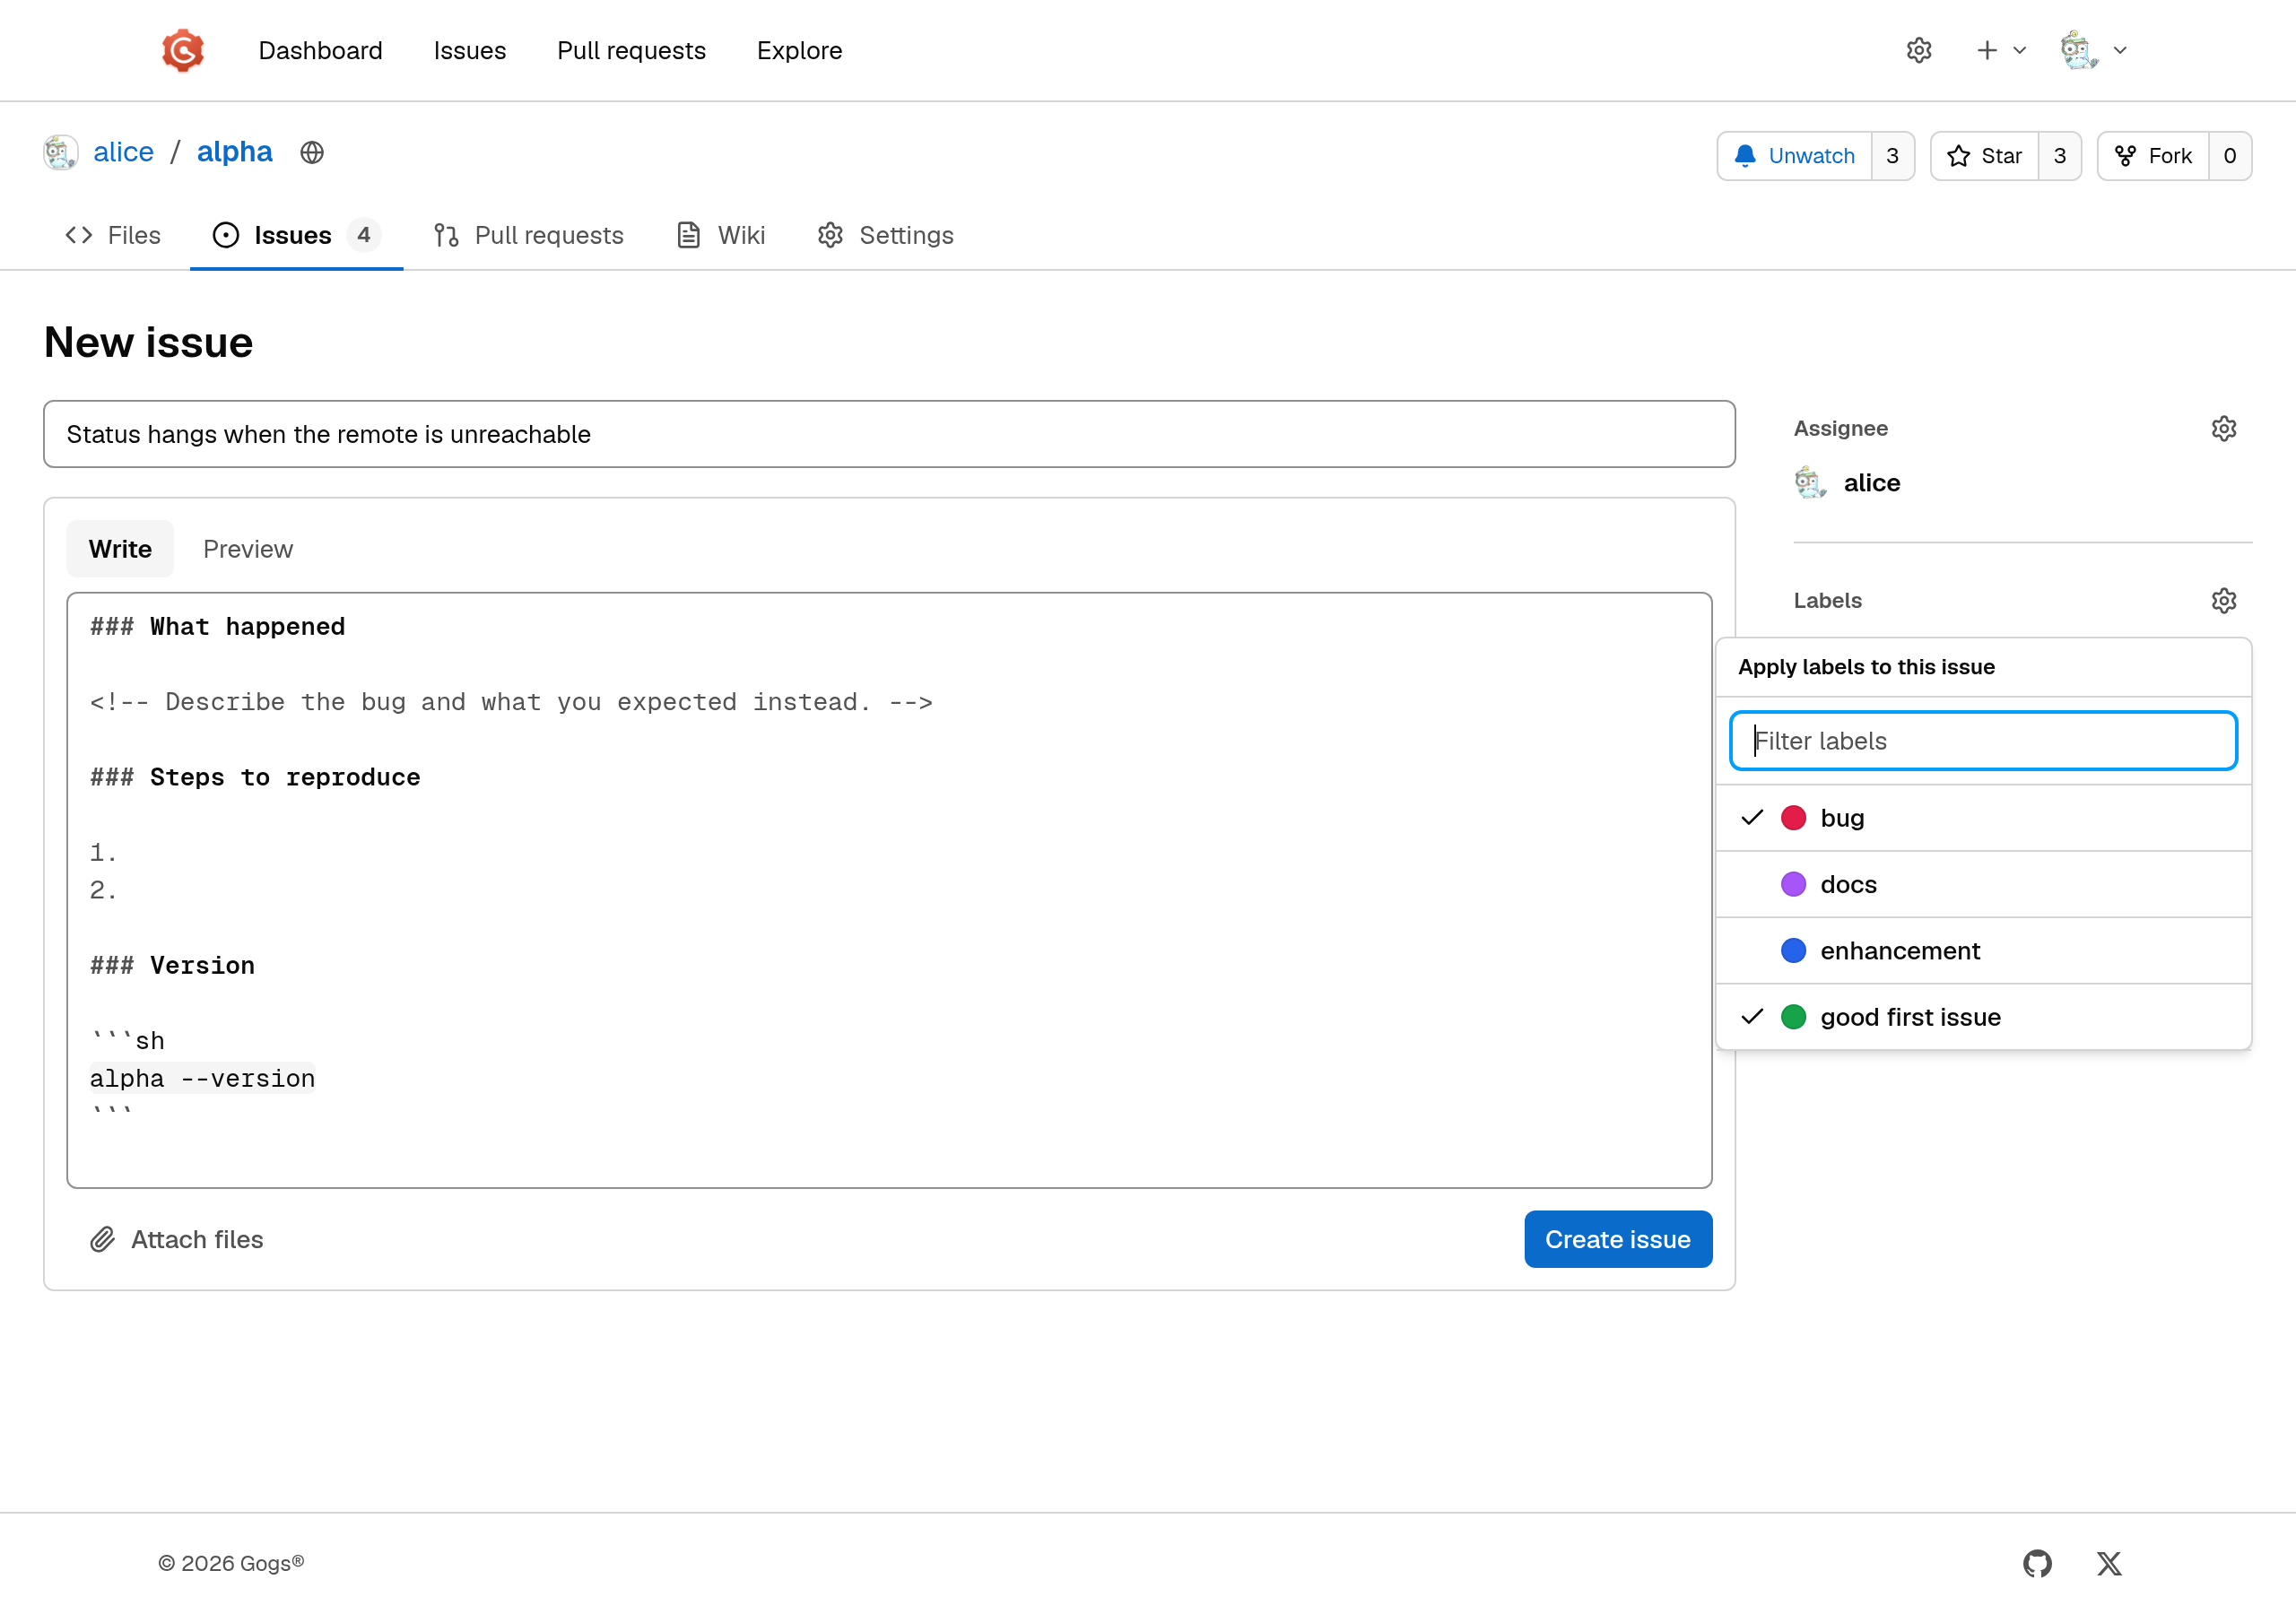 Dashboard Issues Pull requests Explore
alice / alpha
Unwatch 3 Star 3 Fork 0
Files Issues 4 Pull requests Wiki Settings
New issue
Status hangs when the remote is unreachable
Write Preview
### What happened
<!-- Describe the bug and what you expected instead. -->
### Steps to reproduce
1.
2.
### Version
```sh
alpha --version
```
Attach files
Create issue
Assignee
alice
Labels
Apply labels to this issue
Filter labels
bug
docs
enhancement
good first issue
© 2026 Gogs®